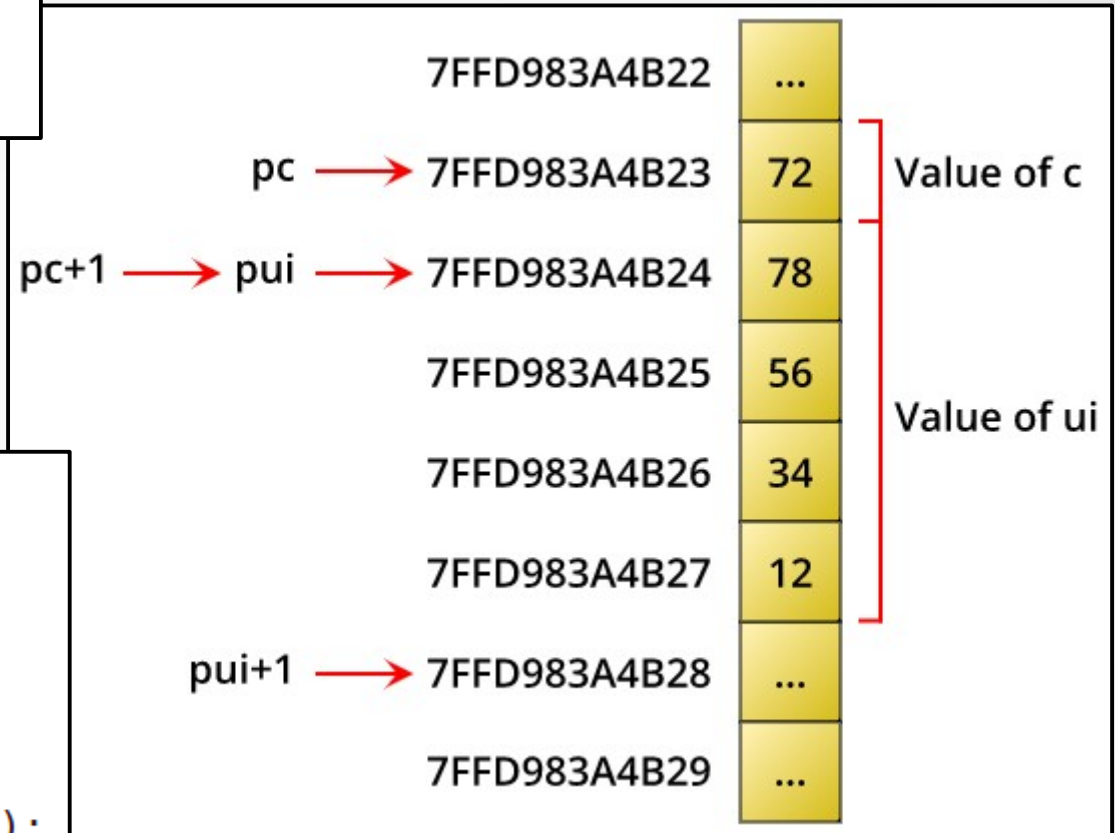 7FFD983A4B22 ...
pc 7FFD983A4B23 72 Value of c
pc+1 pui 7FFD983A4B24 78
7FFD983A4B25 56
Value of ui
7FFD983A4B26 34
7FFD983A4B27 12
pui+1 7FFD983A4B28 ...
7FFD983A4B29 ...